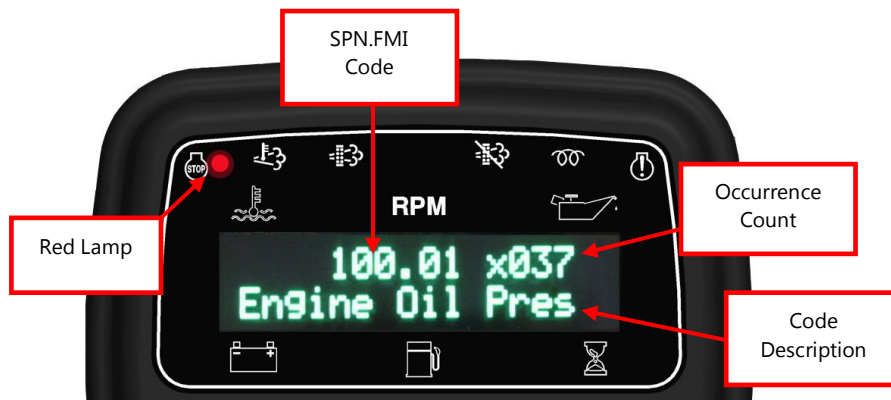 SPN.FMI
Code
STOP
RPM
Occurrence
Count
Red Lamp
100.01 x037
Engine Oil Pres
Code
Description